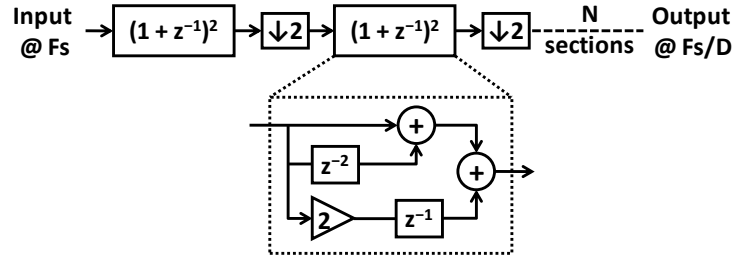 Input
@ Fs
(1 + z⁻¹)²
↓2
(1 + z⁻¹)²
↓2
N
sections
Output
@ Fs/D
+
z⁻²
+
2
z⁻¹